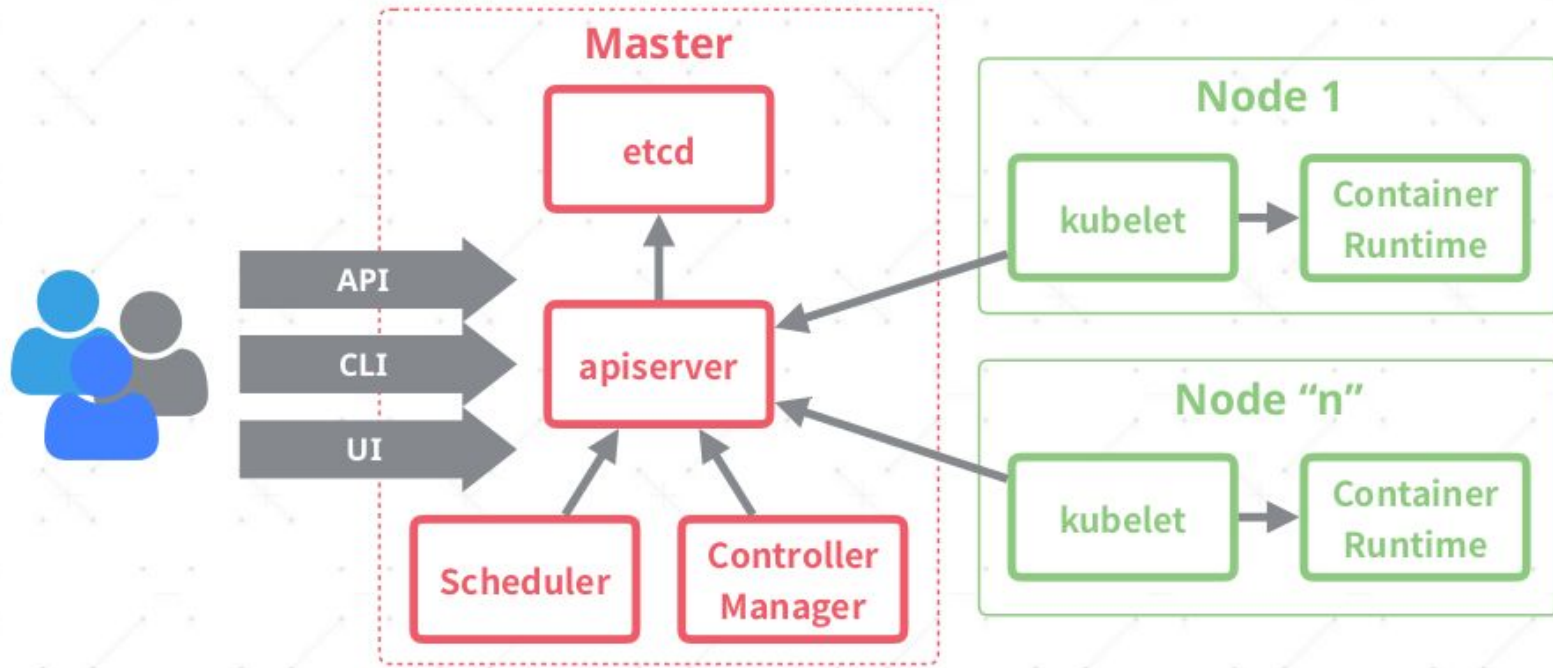 Master
etcd
API
CLI
UI
apiserver
Scheduler
Controller
Manager
Node 1
kubelet
Container
Runtime
Node “n”
kubelet
Container
Runtime